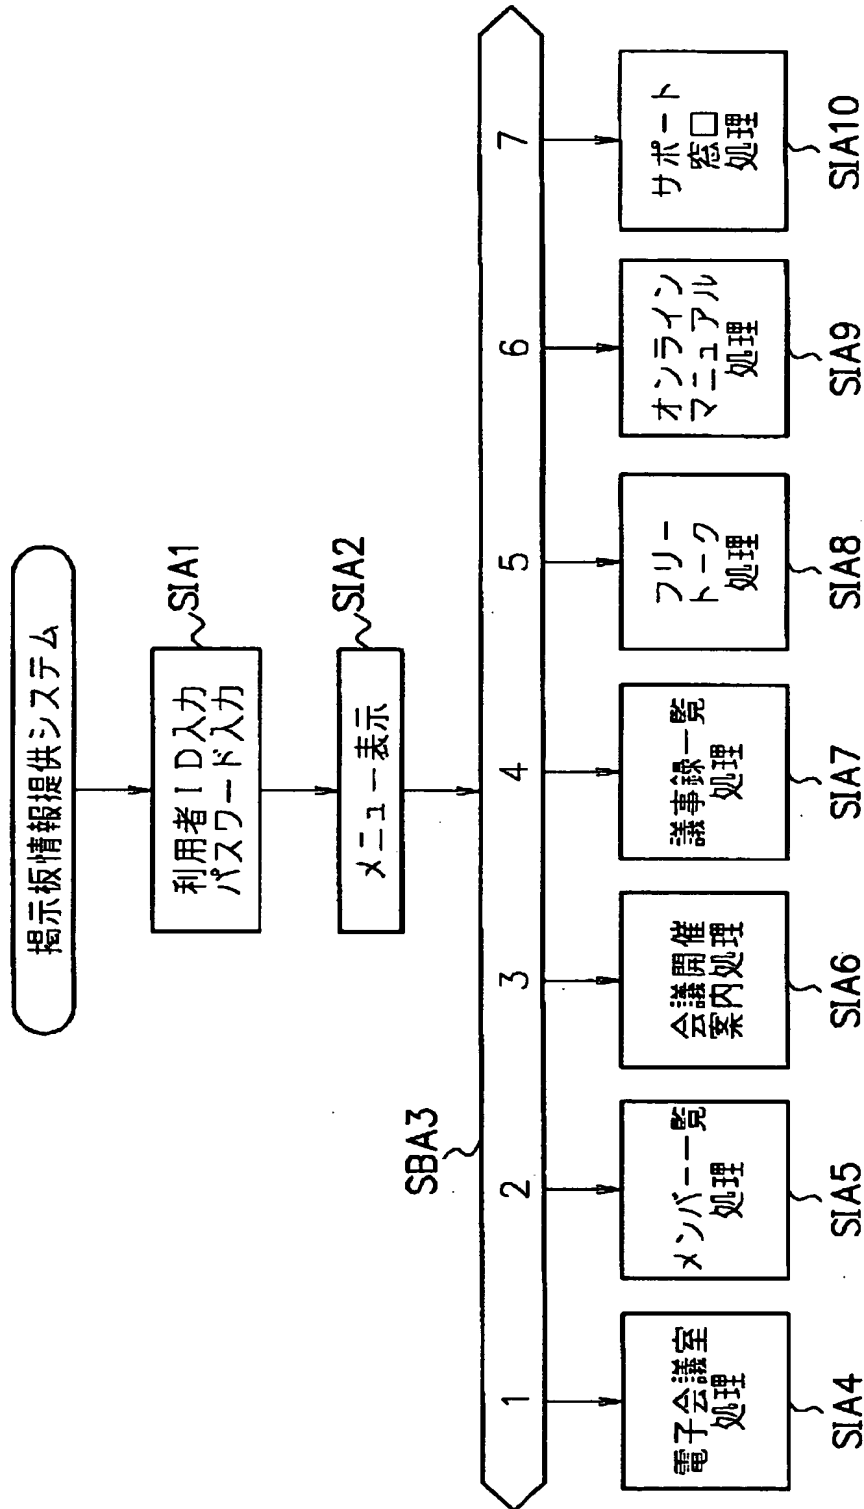 掲示板情報提供システム
利用者ID入力
パスワード入力
SIA1
メニュー表示
SIA2
SBA3
1
2
3
4
5
6
7
電子会議室
処理
SIA4
メンバー一覧
処理
SIA5
会議開催
案内処理
SIA6
議事録一覧
処理
SIA7
フリー
トーク
処理
SIA8
オンライン
マニュアル
処理
SIA9
サポート
窓口
処理
SIA10